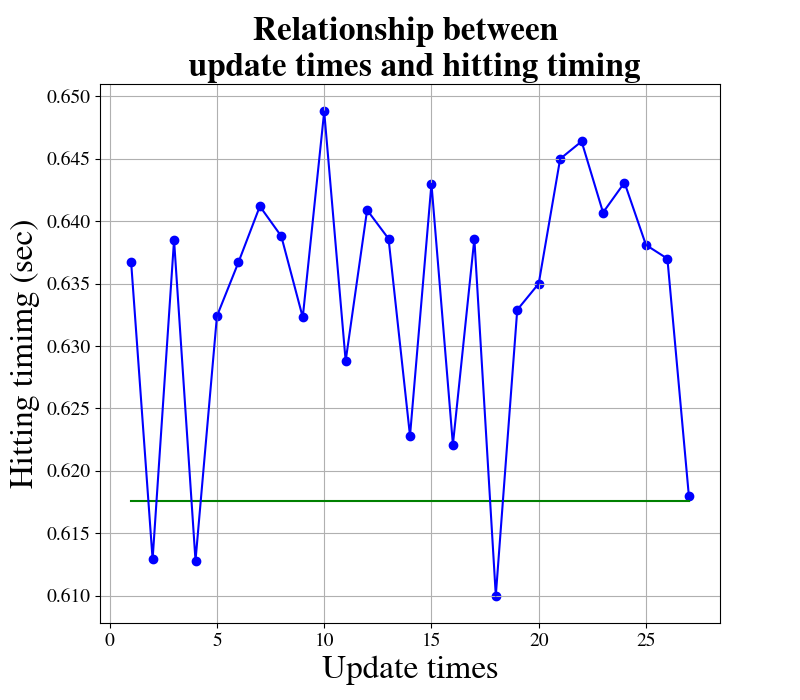 Relationship between
update times and hitting timing
0.650
0.645
0.640
0.635
0.630
0.625
0.620
0.615
0.610
Hitting timimg (sec)
0 5 10 15 20 25
Update times